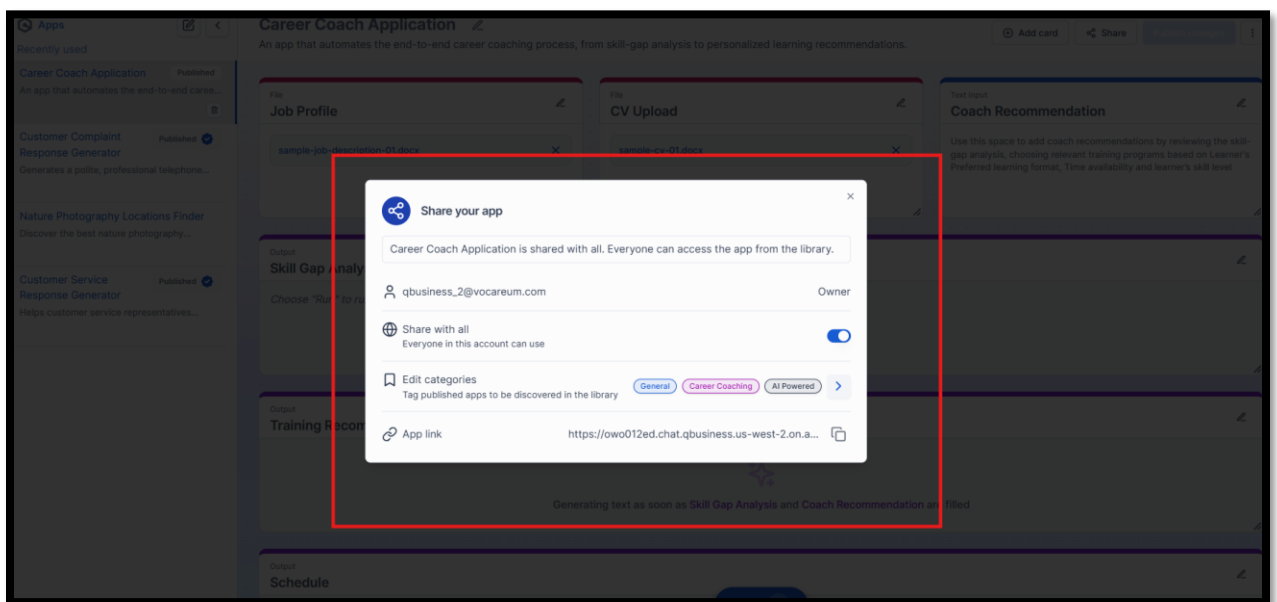 Apps
Recently used
Career Coach Application
Published
An app that automates the end-to-end caree...
Customer Complaint
Response Generator
Published
Generates a polite, professional telephone...
Nature Photography Locations Finder
Discover the best nature photography...
Customer Service
Response Generator
Published
Helps customer service representatives...
Career Coach Application
An app that automates the end-to-end career coaching process, from skill-gap analysis to personalized learning recommendations.
Add card
Share
File
Job Profile
sample-job-description-01.docx
File
CV Upload
sample-cv-01.docx
Text input
Coach Recommendation
Use this space to add coach recommendations by reviewing the skill-
gap analysis, choosing relevant training programs based on Learner's
Preferred learning format, Time availability and learner's skill level
Share your app
Career Coach Application is shared with all. Everyone can access the app from the library.
qbusiness_2@vocareum.com
Owner
Share with all
Everyone in this account can use
Edit categories
Tag published apps to be discovered in the library
General
Career Coaching
AI Powered
App link
https://owo012ed.chat.qbusiness.us-west-2.on.a...
Output
Skill Gap Analy
Choose "Run" to ru
Output
Training Recom
Generating text as soon as Skill Gap Analysis and Coach Recommendation are filled
Output
Schedule